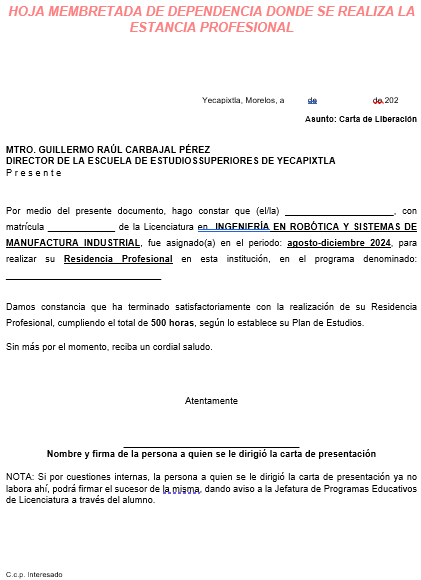 HOJA MEMBRETADA DE DEPENDENCIA DONDE SE REALIZA LA
ESTANCIA PROFESIONAL
Yecapixtla, Morelos, a de de 202
Asunto: Carta de Liberación
MTRO. GUILLERMO RAÚL CARBAJAL PÉREZ
DIRECTOR DE LA ESCUELA DE ESTUDIOSSUPERIORES DE YECAPIXTLA
P r e s e n t e
Por medio del presente documento, hago constar que (el/la) ____________________, con
matrícula ____________ de la Licenciatura en INGENIERÍA EN ROBÓTICA Y SISTEMAS DE
MANUFACTURA INDUSTRIAL, fue asignado(a) en el periodo: agosto-diciembre 2024, para
realizar su Residencia Profesional en esta institución, en el programa denominado:
____________________________
Damos constancia que ha terminado satisfactoriamente con la realización de su Residencia
Profesional, cumpliendo el total de 500 horas, según lo establece su Plan de Estudios.
Sin más por el momento, reciba un cordial saludo.
Atentamente
________________________________
Nombre y firma de la persona a quien se le dirigió la carta de presentación
NOTA: Si por cuestiones internas, la persona a quien se le dirigió la carta de presentación ya no
labora ahí, podrá firmar el sucesor de la misma, dando aviso a la Jefatura de Programas Educativos
de Licenciatura a través del alumno.
C.c.p. Interesado